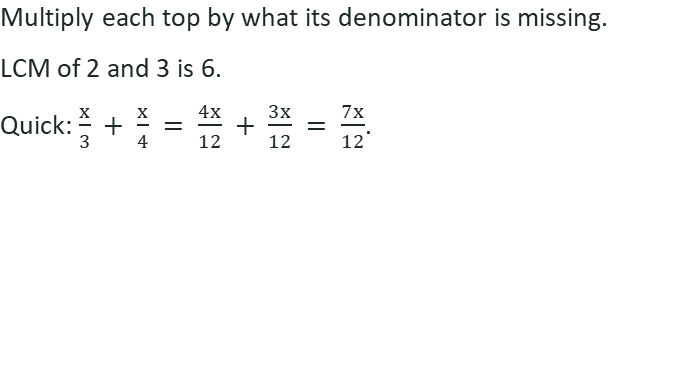 Multiply each top by what its denominator is missing.
LCM of 2 and 3 is 6.
Quick: x/3 + x/4 = 4x/12 + 3x/12 = 7x/12.